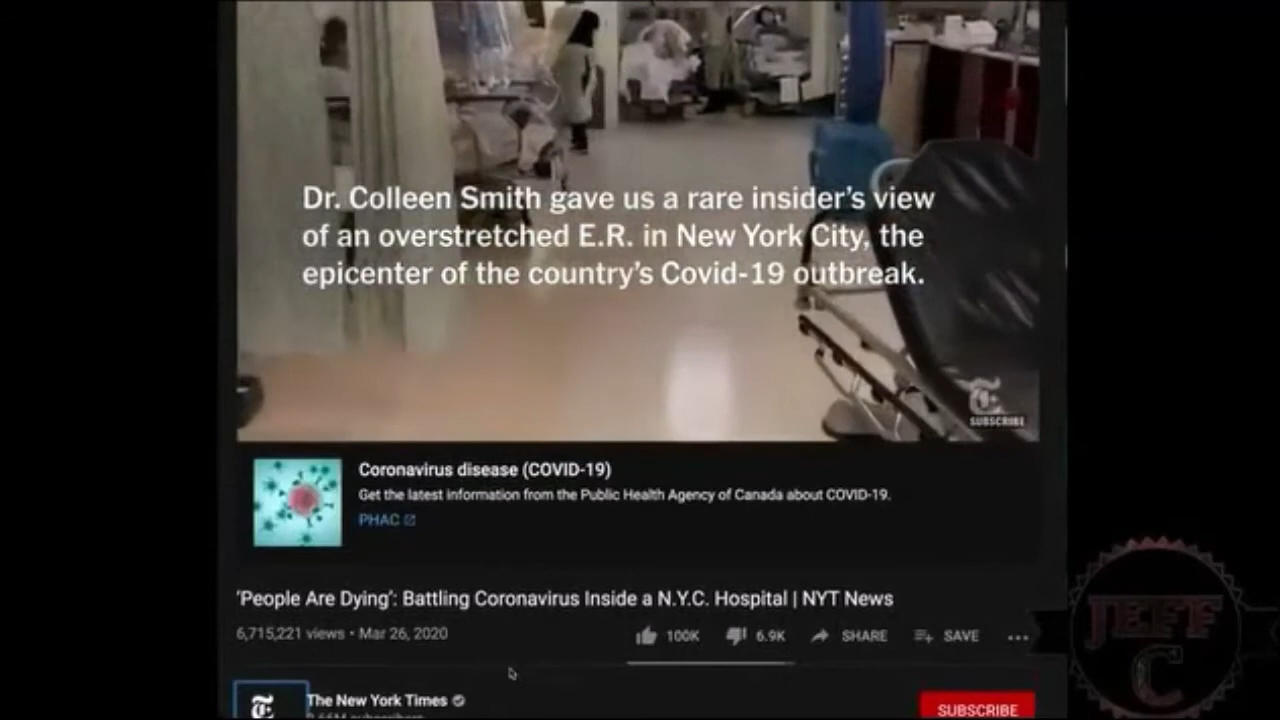 Dr. Colleen Smith gave us a rare insider's view
of an overstretched E.R. in New York City, the
epicenter of the country's Covid-19 outbreak.
SUBSCRIBE
Coronavirus disease (COVID-19)
Get the latest information from the Public Health Agency of Canada about COVID-19.
PHAC
'People Are Dying': Battling Coronavirus Inside a N.Y.C. Hospital | NYT News
6,715,221 views • Mar 26, 2020
100K 6.9K SHARE SAVE ...
The New York Times
SUBSCRIBE
JEFF
C